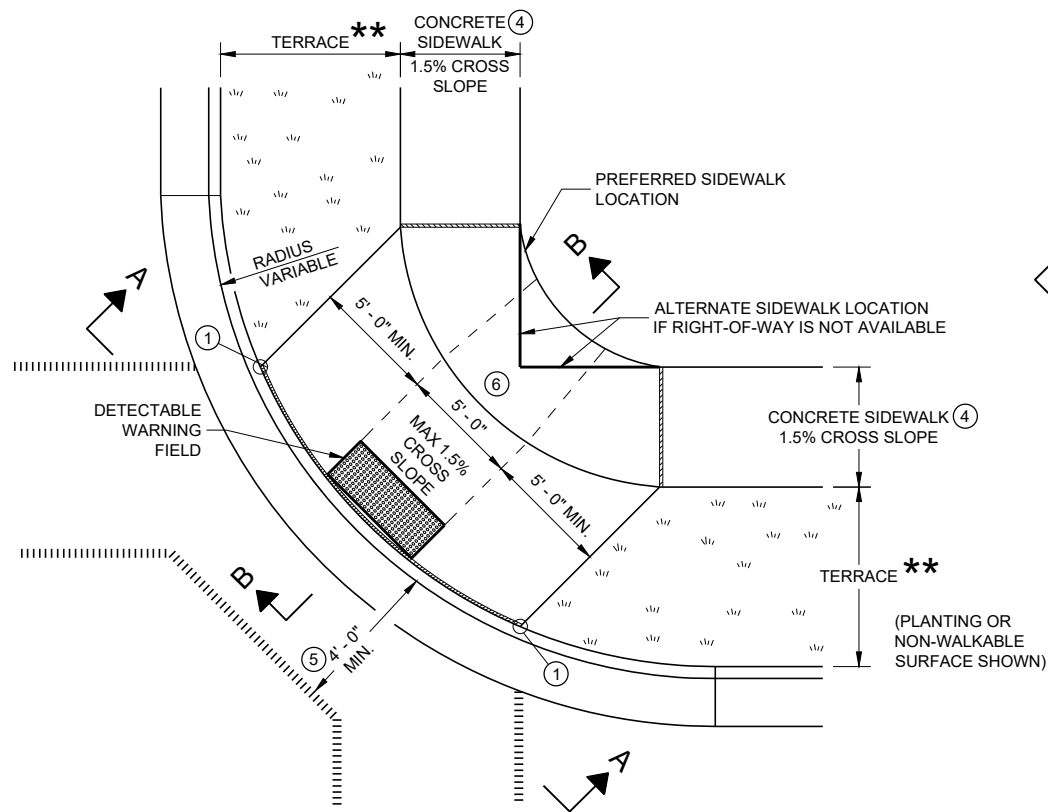 CONCRETE ④
SIDEWALK
1.5% CROSS
SLOPE
TERRACE **
PREFERRED SIDEWALK
LOCATION
B
RADIUS
VARIABLE
A
ALTERNATE SIDEWALK LOCATION
IF RIGHT-OF-WAY IS NOT AVAILABLE
①
5' - 0" MIN.
⑥
DETECTABLE
WARNING
FIELD
5' - 0"
MAX 1.5%
CROSS
SLOPE
CONCRETE SIDEWALK ④
1.5% CROSS SLOPE
5' - 0" MIN.
TERRACE **
(PLANTING OR
NON-WALKABLE
SURFACE SHOWN)
B
⑤ 4' - 0"
MIN.
①
A